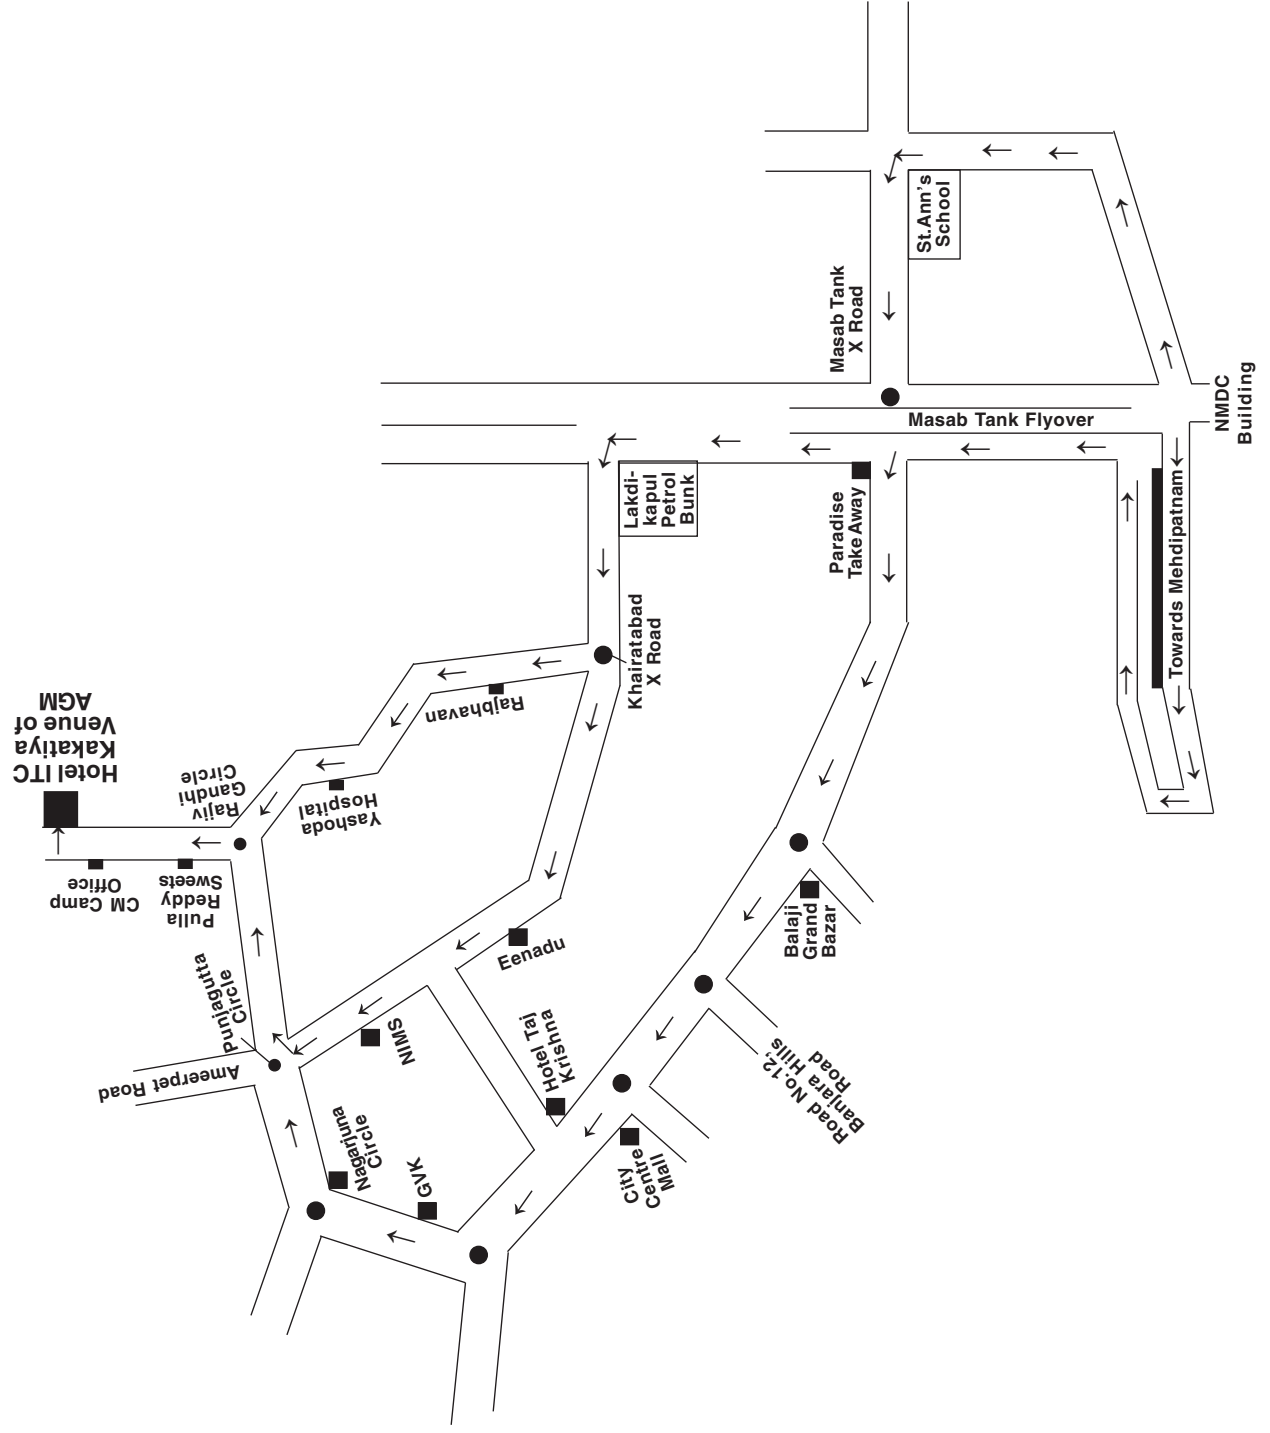 St.Ann's
School
Masab Tank
X Road
Masab Tank Flyover
NMDC
Building
Towards Mehdipatnam
Lakdi-
kapul
Petrol
Bunk
Paradise
Take Away
Khairatabad
X Road
Rajbhavan
Yashoda
Hospital
Rajiv
Gandhi
Circle
Hotel ITC
Kakatiya
Venue of
AGM
CM Camp
Office
Pulla
Reddy
Sweets
Punjagutta
Circle
Ameerpet Road
Eenadu
NIMS
Hotel Taj
Krishna
Balaji
Grand
Bazar
Road No.12,
Banjara Hills
Road
City
Centre
Mall
GVK
Nagarjuna
Circle